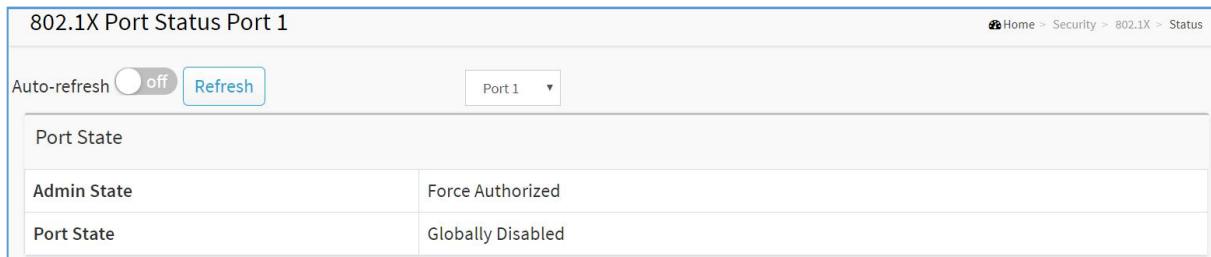 802.1X Port Status Port 1
Home > Security > 802.1X > Status
Auto-refresh off Refresh Port 1
Port State
Admin State Force Authorized
Port State Globally Disabled